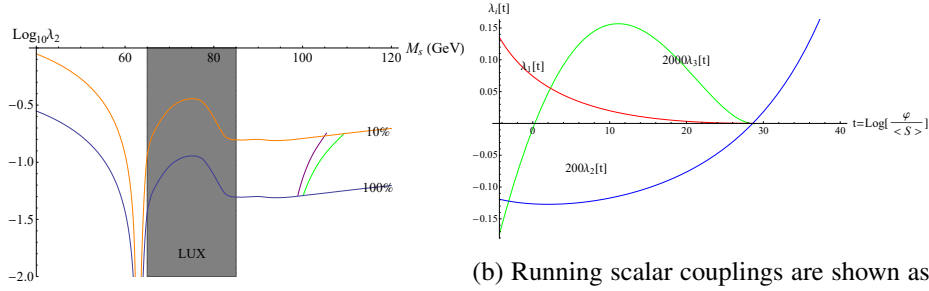 Log₁₀λ₂
M_s (GeV)
60 80 100 120
−0.5
−1.0
−1.5
−2.0
10%
100%
LUX
λ_i[t]
0.15
0.10
0.05
−0.05
−0.10
−0.15
λ₁[t]
2000λ₃[t]
200λ₂[t]
10 20 30 40
t=Log[φ/<S>]
(b) Running scalar couplings are shown as